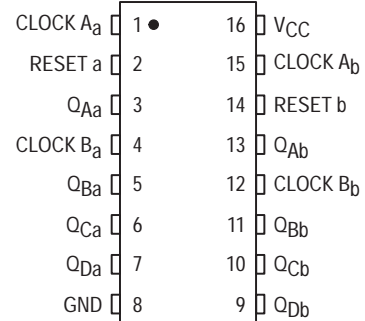 CLOCK Aa 1 16 VCC
RESET a 2 15 CLOCK Ab
QAa 3 14 RESET b
CLOCK Ba 4 13 QAb
QBa 5 12 CLOCK Bb
QCa 6 11 QBb
QDa 7 10 QCb
GND 8 9 QDb